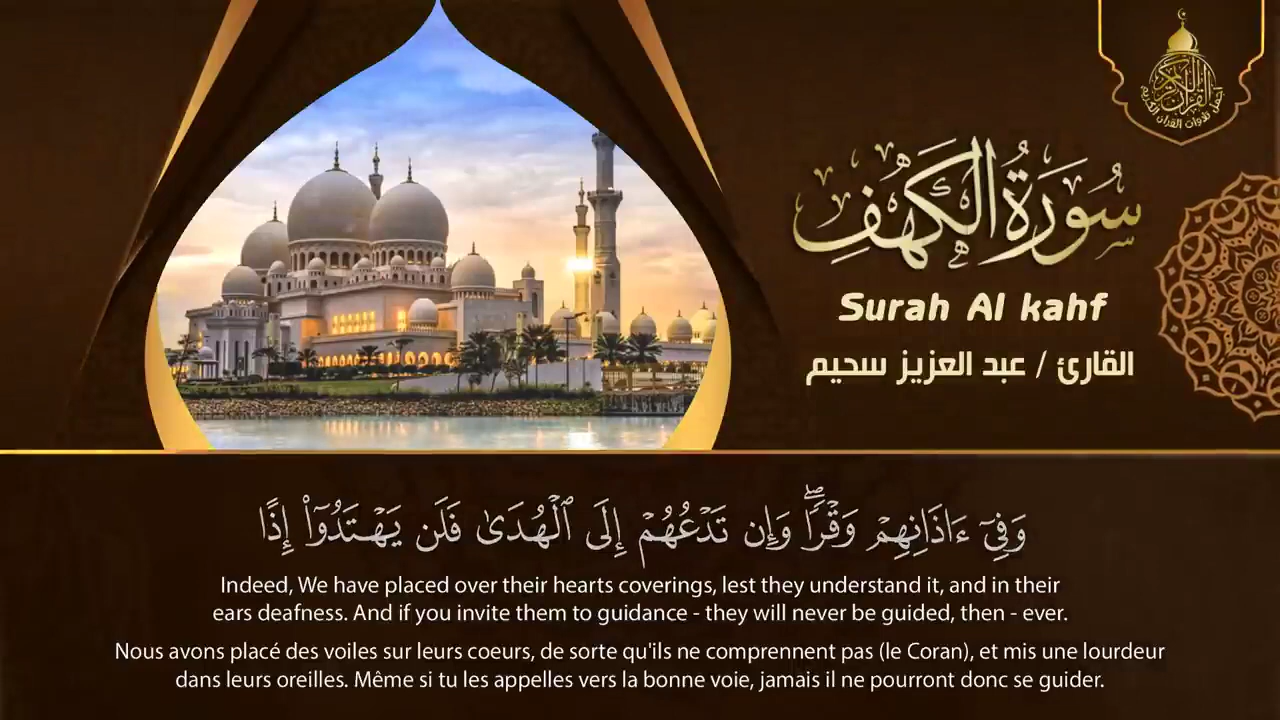 أجمل تلاوات القرآن الكريم
سُورَةُ الكَهْفِ
Surah Al kahf
القارئ / عبد العزيز سحيم
وَفِيٓ ءَاذَانِهِمۡ وَقۡرٗاۖ وَإِن تَدۡعُهُمۡ إِلَى ٱلۡهُدَىٰ فَلَن يَهۡتَدُوٓاْ إِذًا
Indeed, We have placed over their hearts coverings, lest they understand it, and in their
ears deafness. And if you invite them to guidance - they will never be guided, then - ever.
Nous avons placé des voiles sur leurs coeurs, de sorte qu'ils ne comprennent pas (le Coran), et mis une lourdeur
dans leurs oreilles. Même si tu les appelles vers la bonne voie, jamais il ne pourront donc se guider.